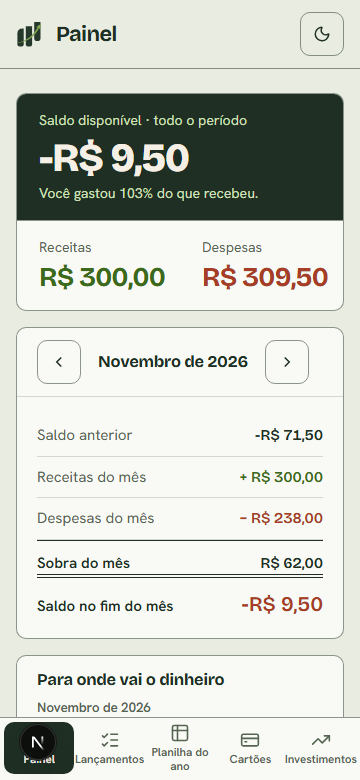 Painel
Saldo disponível · todo o período
-R$ 9,50
Você gastou 103% do que recebeu.
Receitas
Despesas
R$ 300,00
R$ 309,50
Novembro de 2026
Saldo anterior
-R$ 71,50
Receitas do mês
+ R$ 300,00
Despesas do mês
− R$ 238,00
Sobra do mês
R$ 62,00
Saldo no fim do mês
-R$ 9,50
Para onde vai o dinheiro
Novembro de 2026
N
Painel
Lançamentos
Planilha do
ano
Cartões
Investimentos